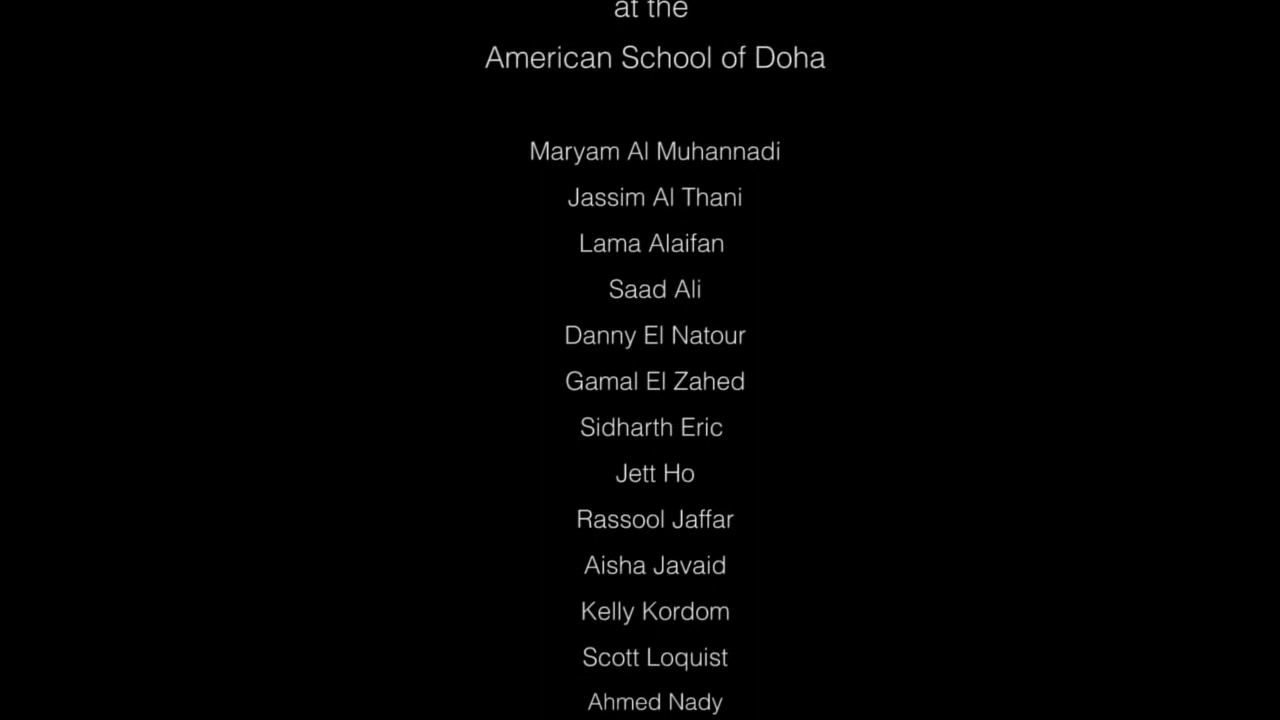 at the
American School of Doha
Maryam Al Muhannadi
Jassim Al Thani
Lama Alaifan
Saad Ali
Danny El Natour
Gamal El Zahed
Sidharth Eric
Jett Ho
Rassool Jaffar
Aisha Javaid
Kelly Kordom
Scott Loquist
Ahmed Nady